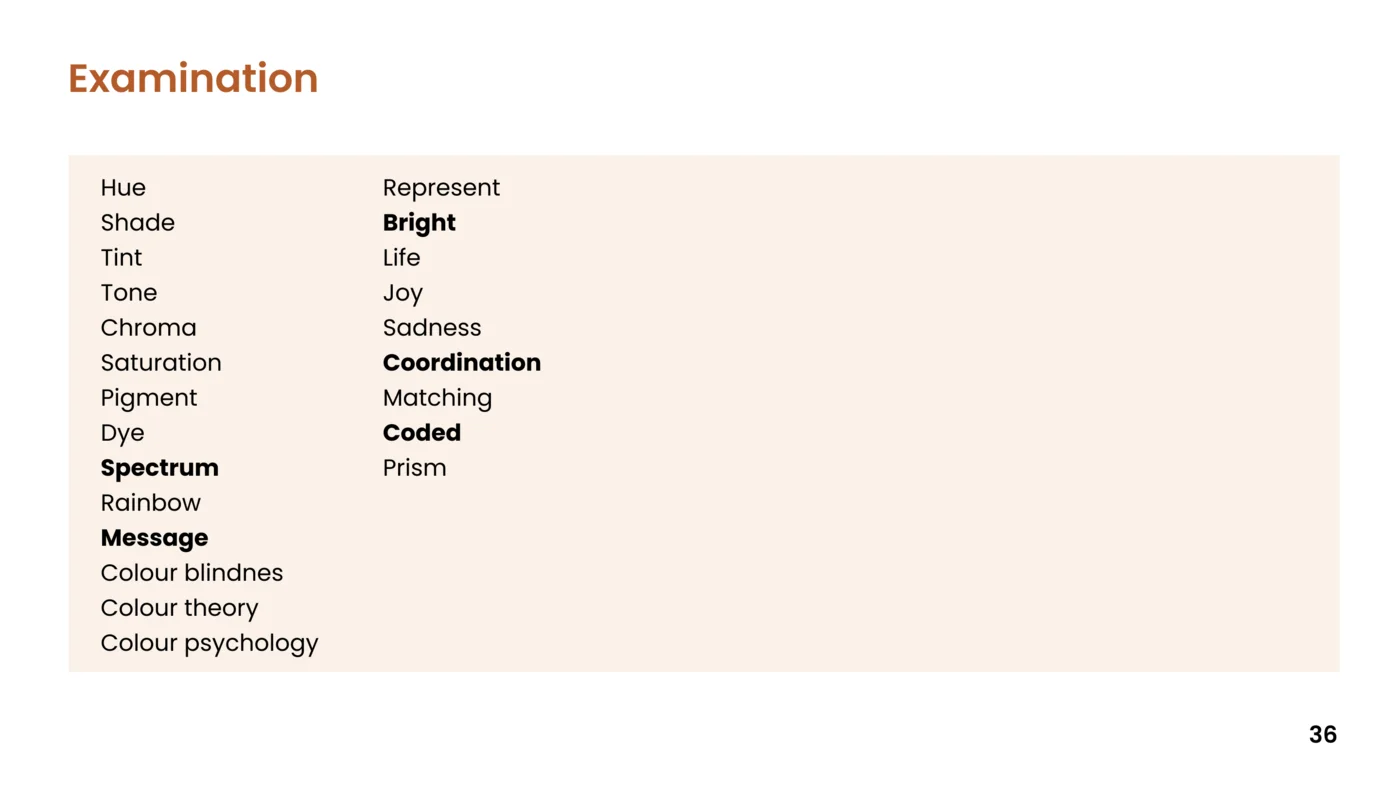 Examination
Hue
Shade
Tint
Tone
Chroma
Saturation
Pigment
Dye
Spectrum
Rainbow
Message
Colour blindnes
Colour theory
Colour psychology
Represent
Bright
Life
Joy
Sadness
Coordination
Matching
Coded
Prism
36